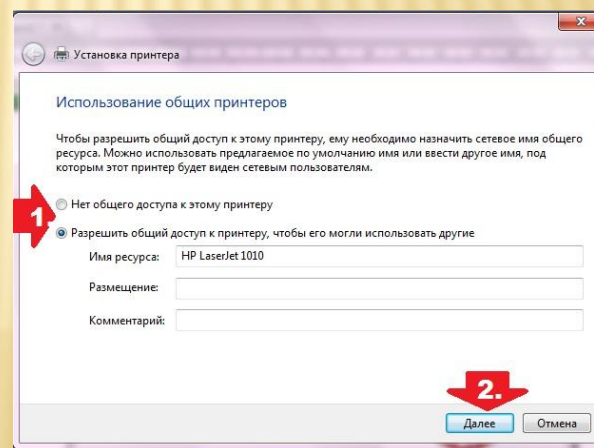 Установка принтера
Использование общих принтеров
Чтобы разрешить общий доступ к этому принтеру, ему необходимо назначить сетевое имя общего
ресурса. Можно использовать предлагаемое по умолчанию имя или ввести другое имя, под
которым этот принтер будет виден сетевым пользователям.
1.
Нет общего доступа к этому принтеру
Разрешить общий доступ к принтеру, чтобы его могли использовать другие
Имя ресурса: HP LaserJet 1010
Размещение:
Комментарий:
2.
Далее Отмена